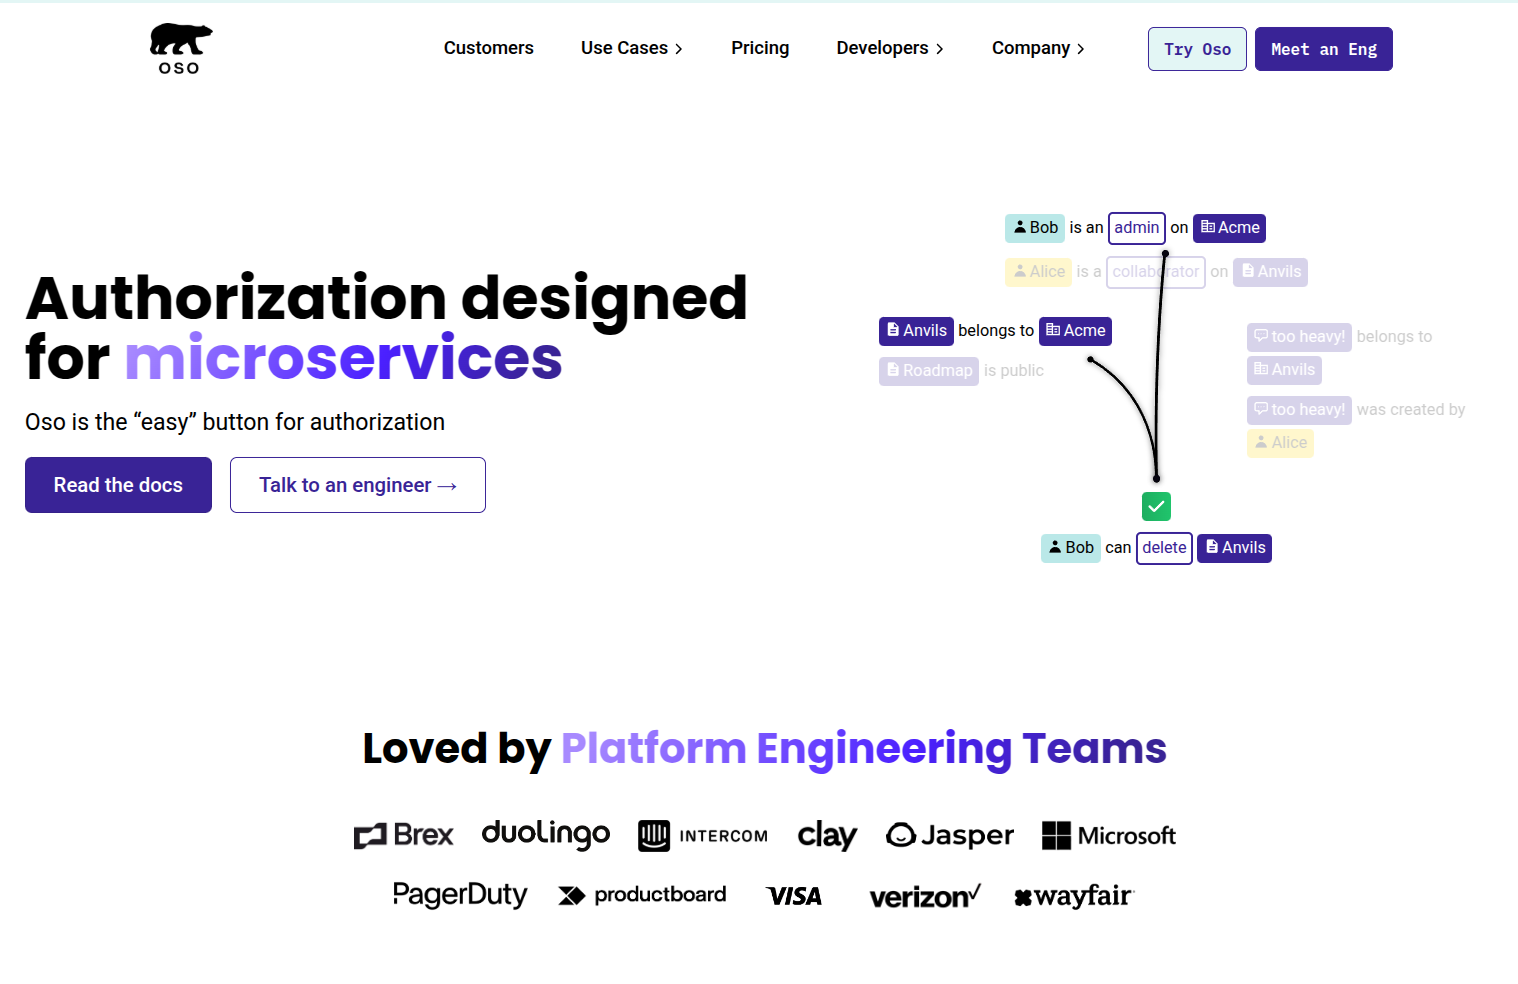 OSO
Customers
Use Cases
Pricing
Developers
Company
Try Oso
Meet an Eng
Authorization designed
for microservices
Oso is the “easy” button for authorization
Read the docs
Talk to an engineer →
Bob is an admin on Acme
Alice is a collaborator on Anvils
Anvils belongs to Acme
Roadmap is public
too heavy! belongs to
Anvils
too heavy! was created by
Alice
Bob can delete Anvils
Loved by Platform Engineering Teams
Brex
duolingo
INTERCOM
clay
Jasper
Microsoft
PagerDuty
productboard
VISA
verizon
wayfair